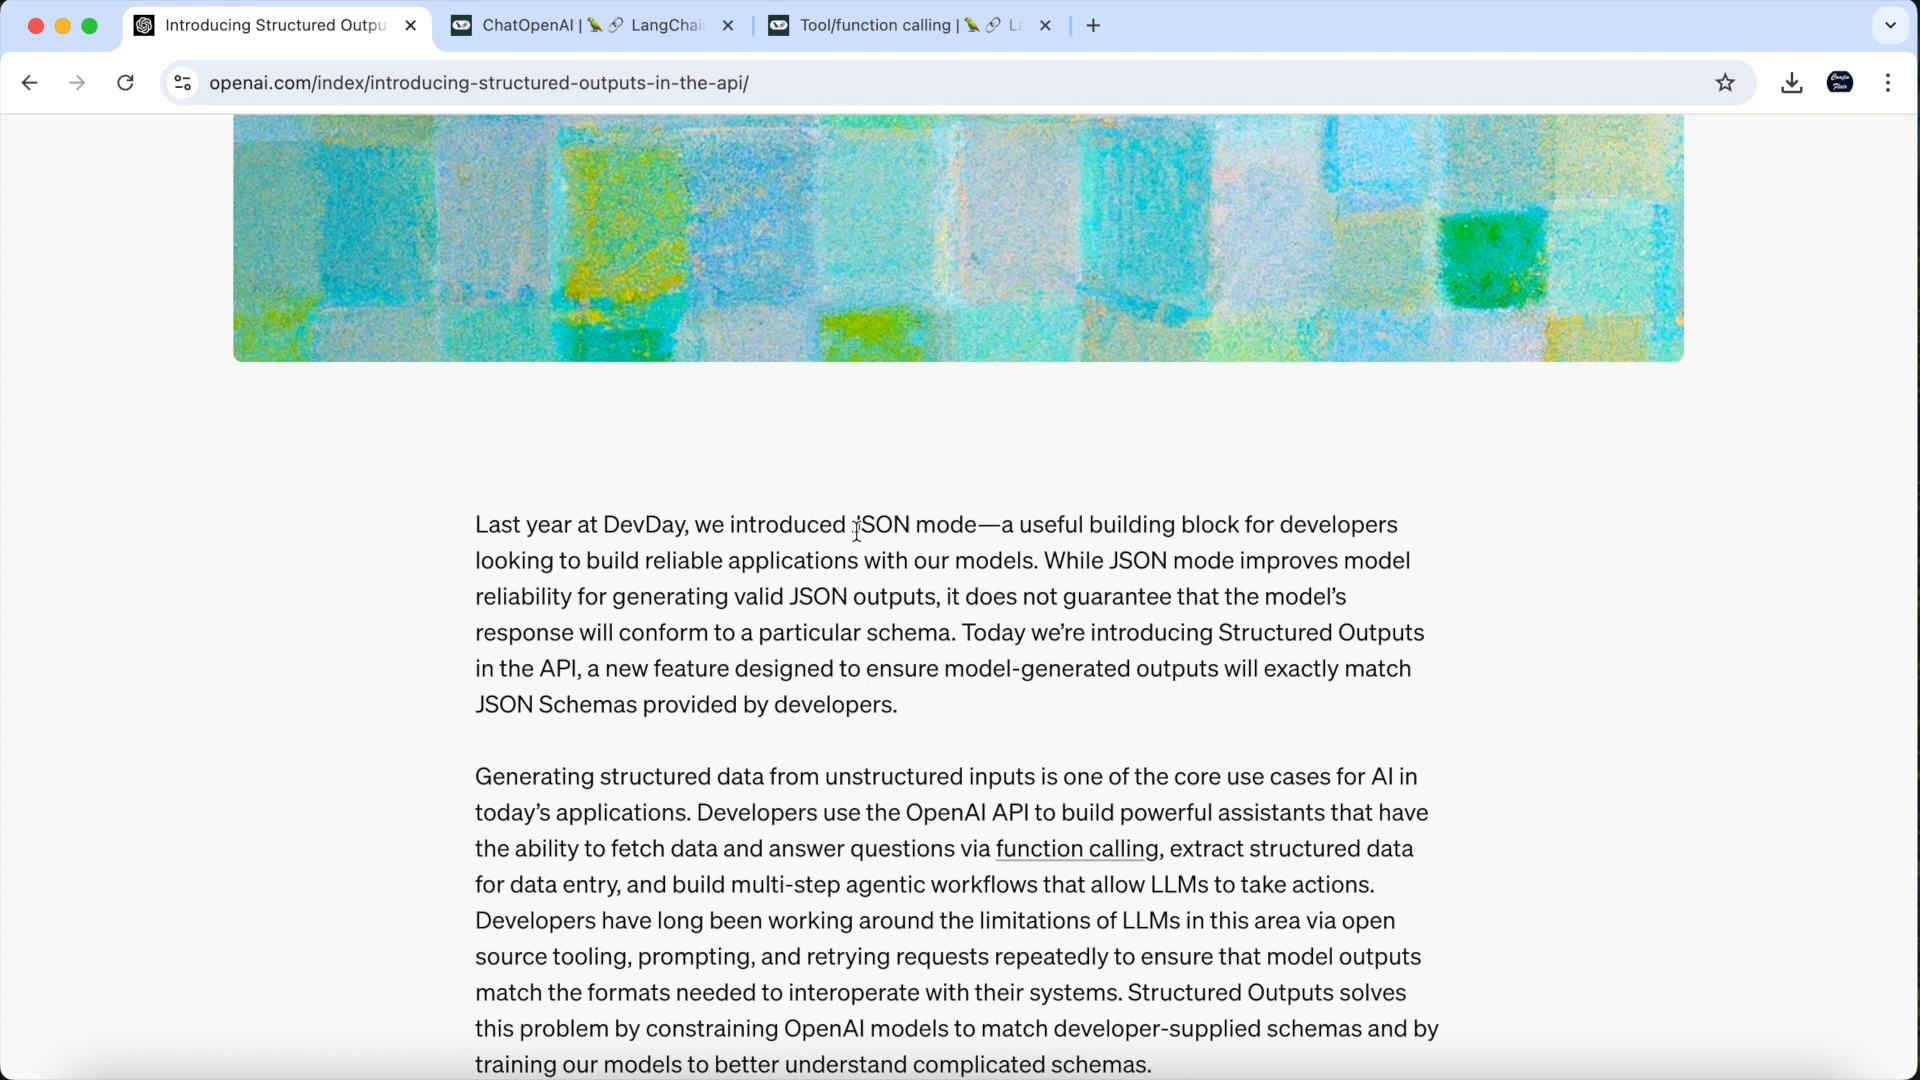 Introducing Structured Outpu
ChatOpenAI | 🦜🔗 LangChai
Tool/function calling | 🦜🔗 La
openai.com/index/introducing-structured-outputs-in-the-api/
Last year at DevDay, we introduced JSON mode—a useful building block for developers
looking to build reliable applications with our models. While JSON mode improves model
reliability for generating valid JSON outputs, it does not guarantee that the model’s
response will conform to a particular schema. Today we’re introducing Structured Outputs
in the API, a new feature designed to ensure model-generated outputs will exactly match
JSON Schemas provided by developers.
Generating structured data from unstructured inputs is one of the core use cases for AI in
today’s applications. Developers use the OpenAI API to build powerful assistants that have
the ability to fetch data and answer questions via function calling, extract structured data
for data entry, and build multi-step agentic workflows that allow LLMs to take actions.
Developers have long been working around the limitations of LLMs in this area via open
source tooling, prompting, and retrying requests repeatedly to ensure that model outputs
match the formats needed to interoperate with their systems. Structured Outputs solves
this problem by constraining OpenAI models to match developer-supplied schemas and by
training our models to better understand complicated schemas.